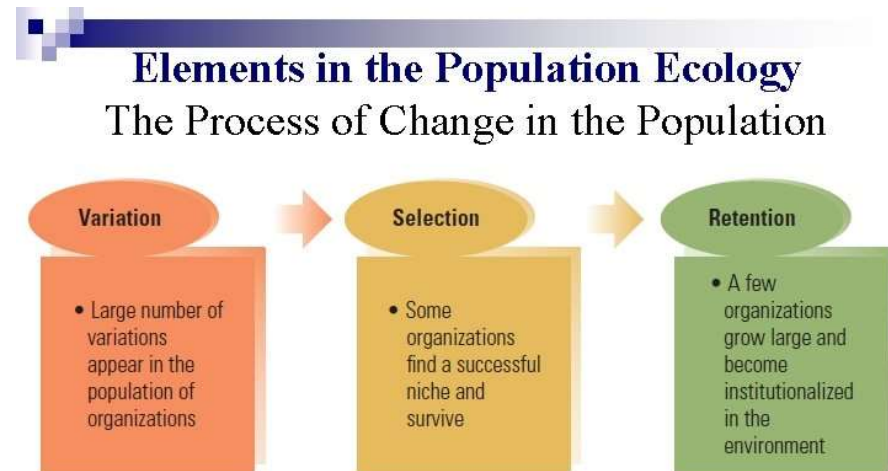 Elements in the Population Ecology
The Process of Change in the Population
Variation
• Large number of
variations
appear in the
population of
organizations
Selection
• Some
organizations
find a successful
niche and
survive
Retention
• A few
organizations
grow large and
become
institutionalized
in the
environment